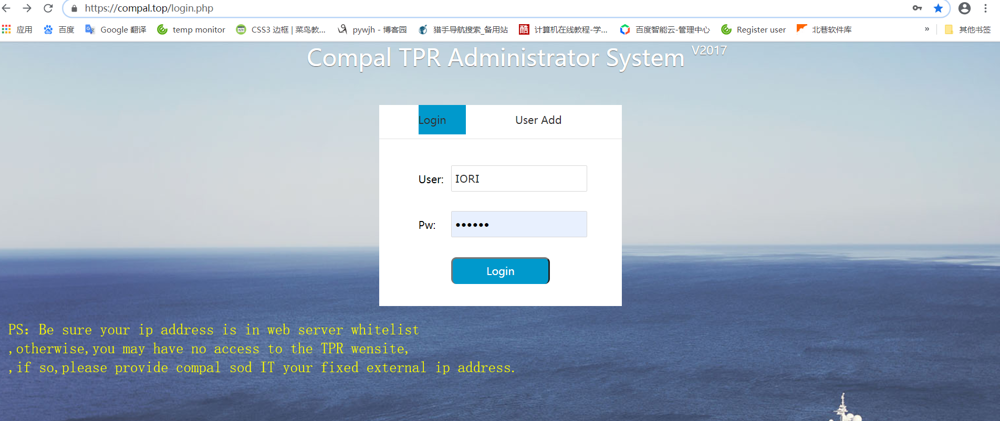 https://compal.top/login.php
应用 百度 Google 翻译 temp monitor CSS3 边框 | 菜鸟教... pywjh - 博客园 猎手导航搜索_备用站 计算机在线教程-学... 百度智能云-管理中心 Register user 北巷软件库 » 其他书签
Compal TPR Administrator System V2017
Login User Add
User: IORI
Pw: ••••••
Login
PS: Be sure your ip address is in web server whitelist
,otherwise,you may have no access to the TPR wensite,
,if so,please provide compal sod IT your fixed external ip address.